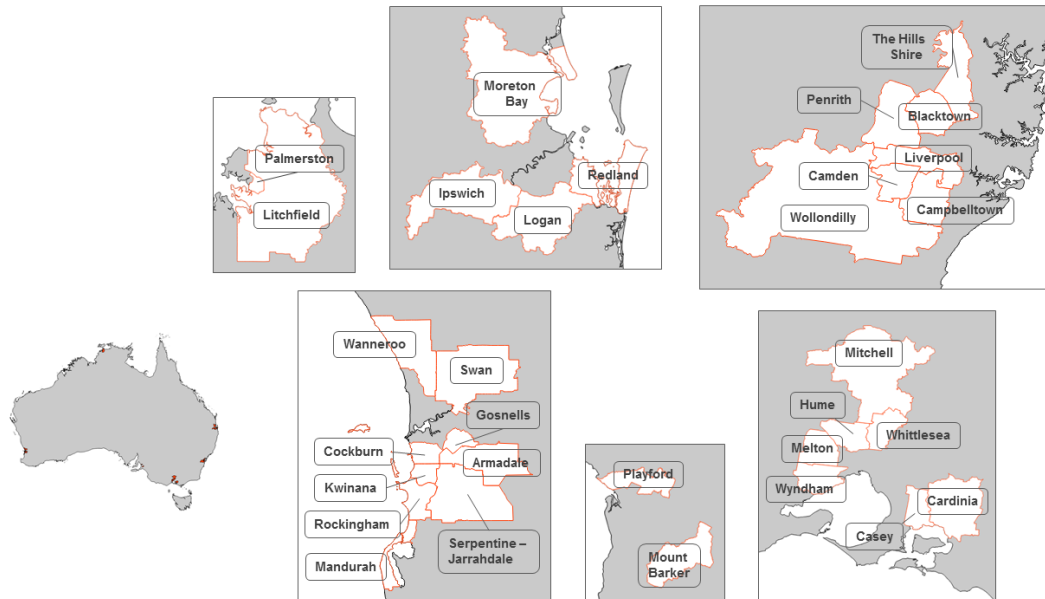 Palmerston
Litchfield
Moreton
Bay
Redland
Ipswich
Logan
The Hills
Shire
Penrith
Blacktown
Liverpool
Camden
Campbelltown
Wollondilly
Wanneroo
Swan
Gosnells
Cockburn
Armadale
Kwinana
Rockingham
Serpentine –
Jarrahdale
Mandurah
Playford
Mount
Barker
Mitchell
Hume
Whittlesea
Melton
Wyndham
Cardinia
Casey